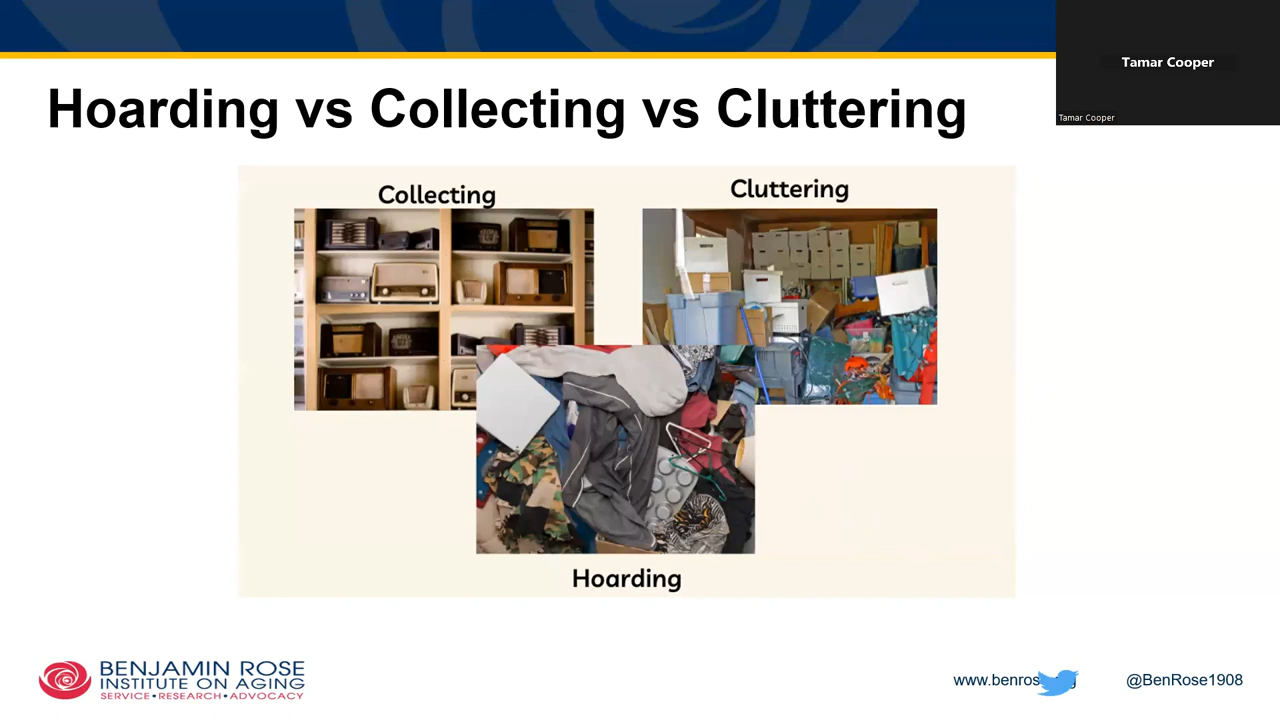 Tamar Cooper
Tamar Cooper
Hoarding vs Collecting vs Cluttering
Collecting
Cluttering
Hoarding
BENJAMIN ROSE
INSTITUTE ON AGING
SERVICE • RESEARCH • ADVOCACY
@BenRose1908